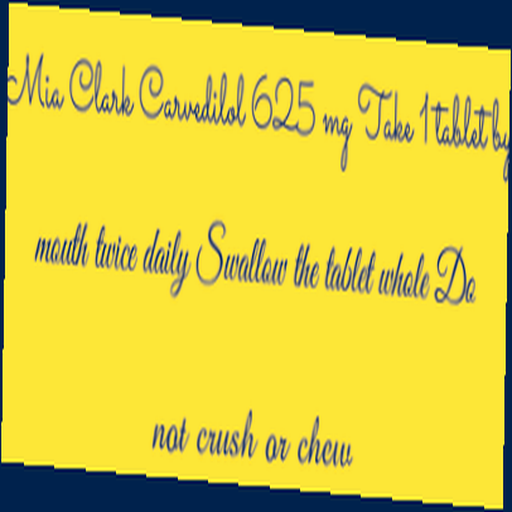 Mia Clark Carvedilol 625 mg Take 1 tablet by
mouth twice daily Swallow the tablet whole Do
not crush or chew